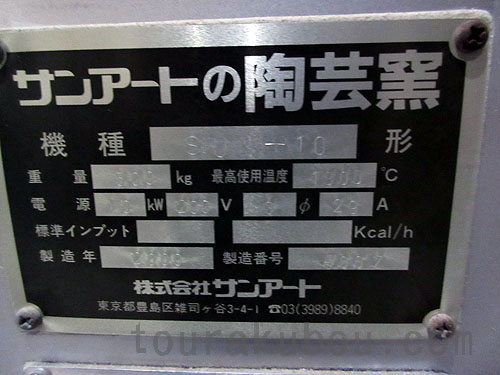 サンアートの陶芸窯
機種 形
重量 kg 最高使用温度 ℃
電源 kW 200 V φ A
標準インプット Kcal/h
製造年 製造番号
株式会社 サンアート
東京都豊島区雑司ヶ谷3-4-1 ☎03(3989)8840
tourakubou.com